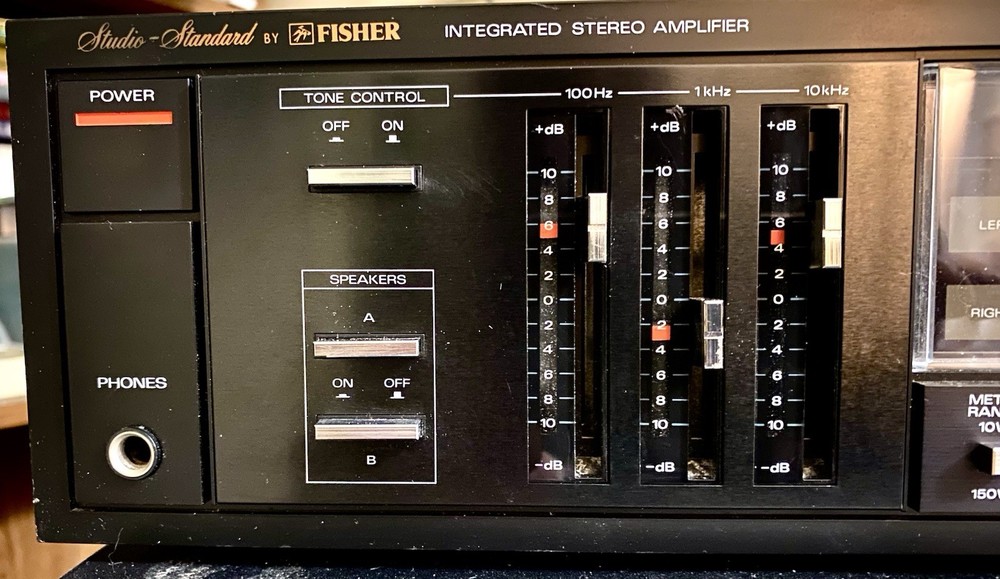 Studio-Standard BY FISHER
INTEGRATED STEREO AMPLIFIER
POWER
TONE CONTROL
OFF ON
SPEAKERS
A
ON OFF
B
PHONES
100Hz
+dB
10
8
6
4
2
0
2
4
6
8
10
-dB
1kHz
+dB
10
8
6
4
2
0
2
4
6
8
10
-dB
10kHz
+dB
10
8
6
4
2
0
2
4
6
8
10
-dB